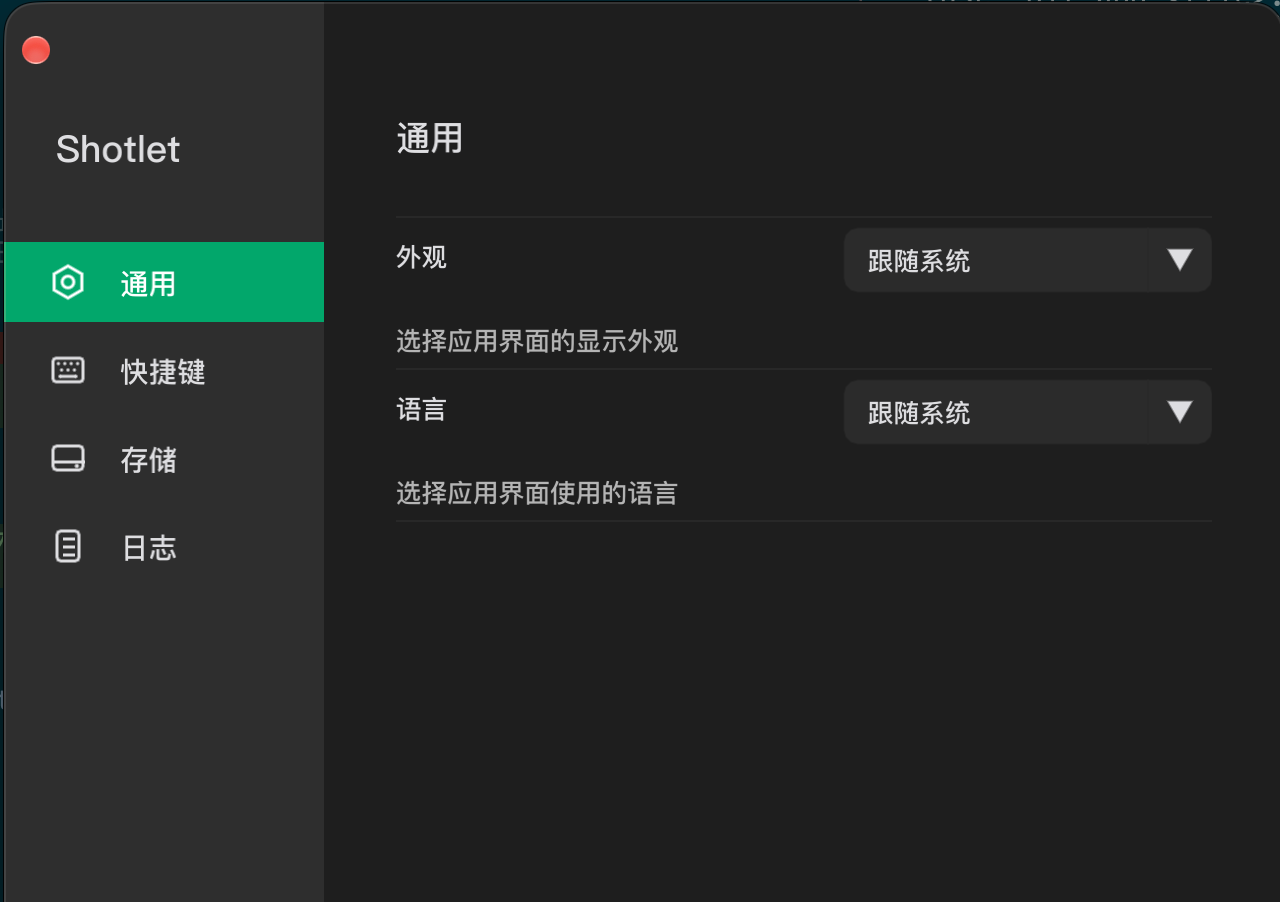 Shotlet
通用
快捷键
存储
日志
通用
外观
跟随系统
选择应用界面的显示外观
语言
跟随系统
选择应用界面使用的语言